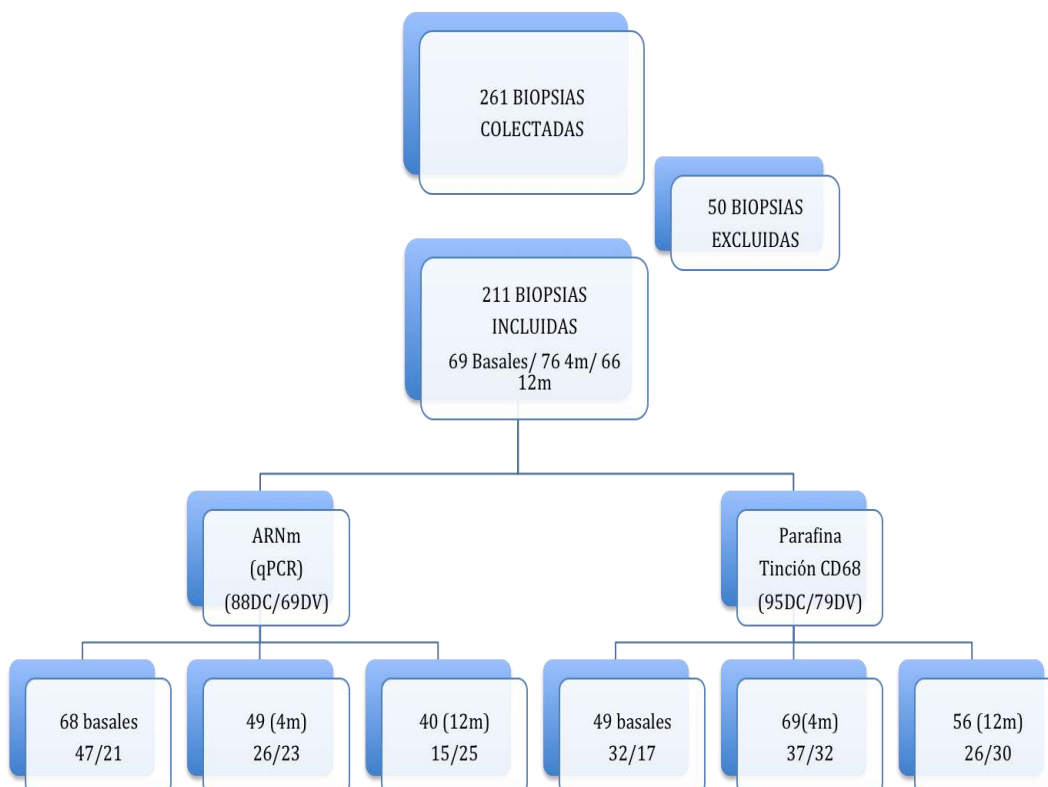 261 BIOPSIAS
COLECTADAS
50 BIOPSIAS
EXCLUIDAS
211 BIOPSIAS
INCLUIDAS
69 Basales/ 76 4m/ 66
12m
ARNm
(qPCR)
(88DC/69DV)
Parafina
Tinción CD68
(95DC/79DV)
68 basales
47/21
49 (4m)
26/23
40 (12m)
15/25
49 basales
32/17
69(4m)
37/32
56 (12m)
26/30